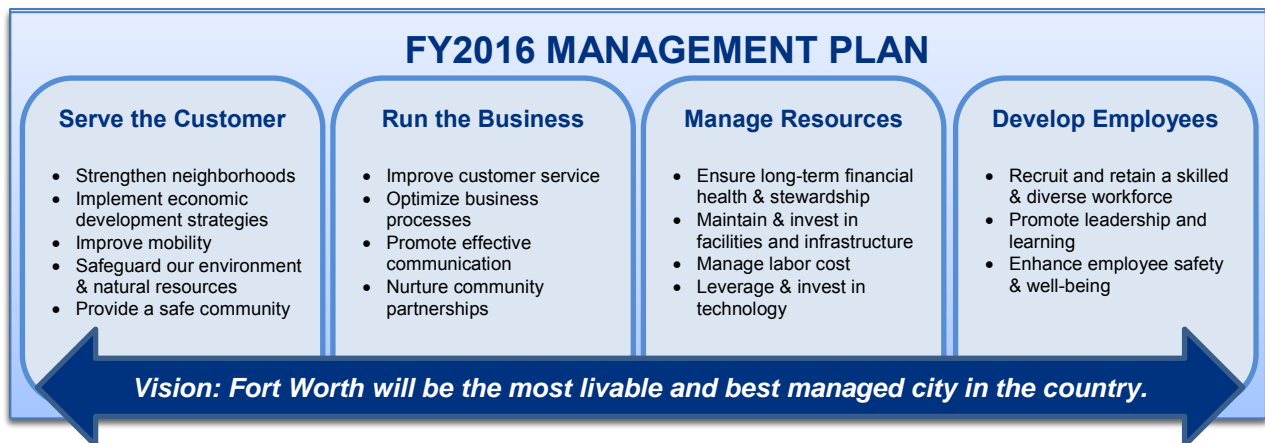 FY2016 MANAGEMENT PLAN
Serve the Customer
• Strengthen neighborhoods
• Implement economic
development strategies
• Improve mobility
• Safeguard our environment
& natural resources
• Provide a safe community
Run the Business
• Improve customer service
• Optimize business
processes
• Promote effective
communication
• Nurture community
partnerships
Manage Resources
• Ensure long-term financial
health & stewardship
• Maintain & invest in
facilities and infrastructure
• Manage labor cost
• Leverage & invest in
technology
Develop Employees
• Recruit and retain a skilled
& diverse workforce
• Promote leadership and
learning
• Enhance employee safety
& well-being
Vision: Fort Worth will be the most livable and best managed city in the country.